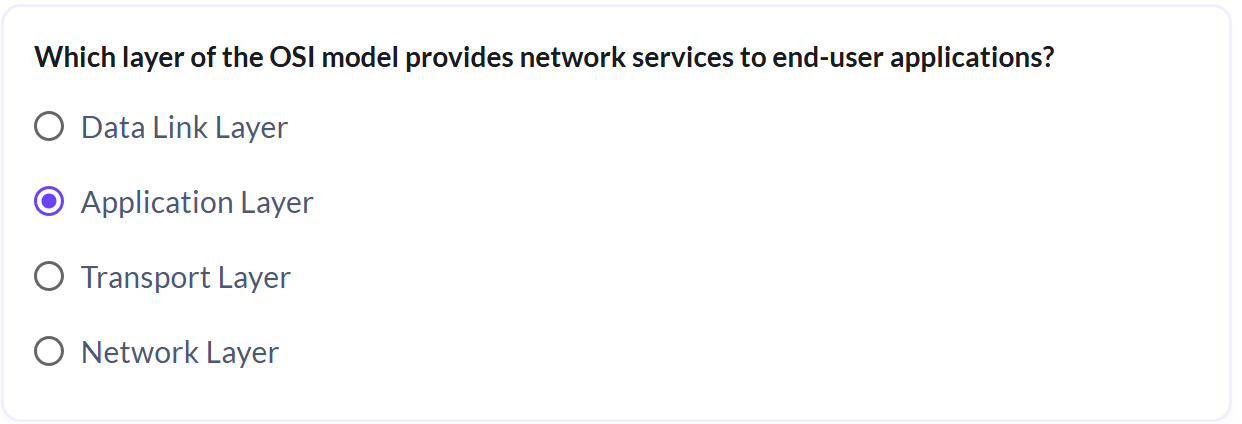 Which layer of the OSI model provides network services to end-user applications?
Data Link Layer
Application Layer
Transport Layer
Network Layer